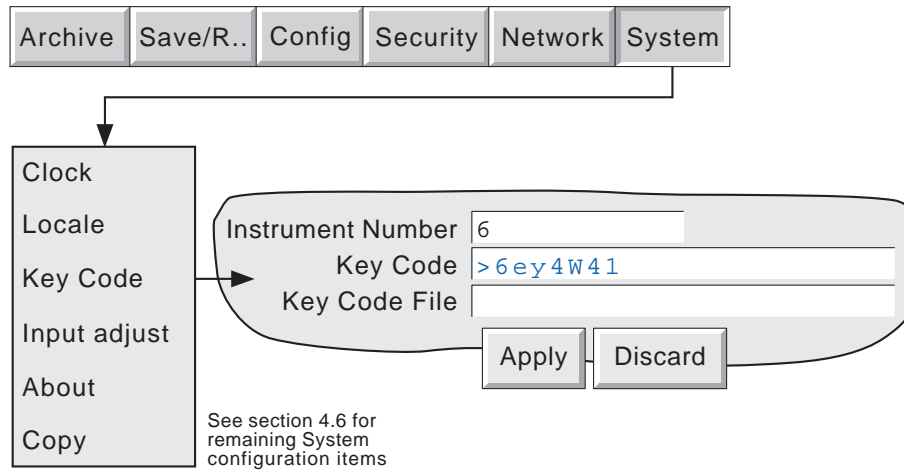 Archive Save/R.. Config Security Network System
Clock
Locale
Key Code
Input adjust
About
Copy
Instrument Number 6
Key Code >6ey4W41
Key Code File
Apply Discard
See section 4.6 for
remaining System
configuration items